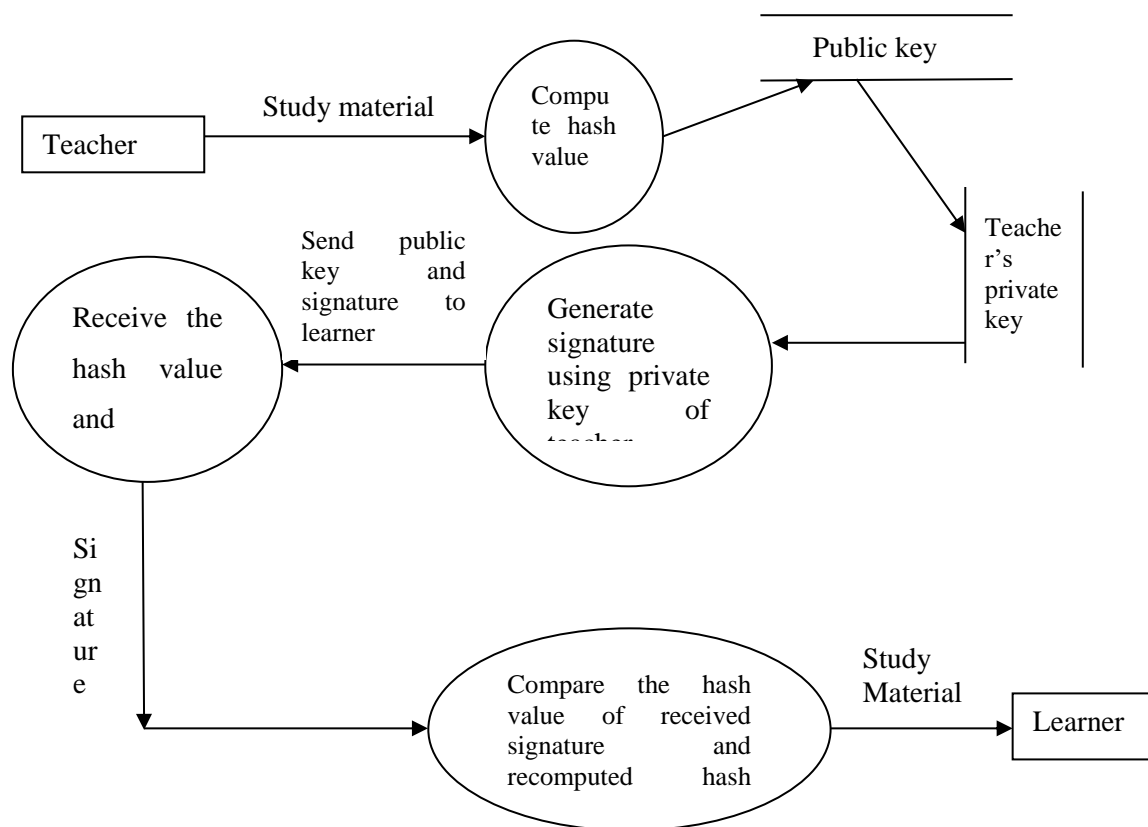 Public key
Study material
Compu
te hash
value
Teacher
Send public
key and
signature to
learner
Teache
r's
private
key
Receive the
hash value
and
Generate
signature
using private
key of
Si
gn
at
ur
e
Study
Material
Compare the hash
value of received
signature and
recomputed hash
Learner